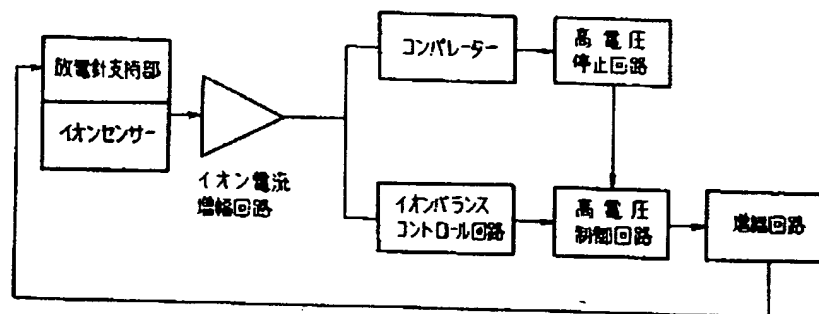 放電針支持部
イオンセンサー
イオン電流
増幅回路
コンパレーター
高電圧
停止回路
イオンバランス
コントロール回路
高電圧
制御回路
増幅回路